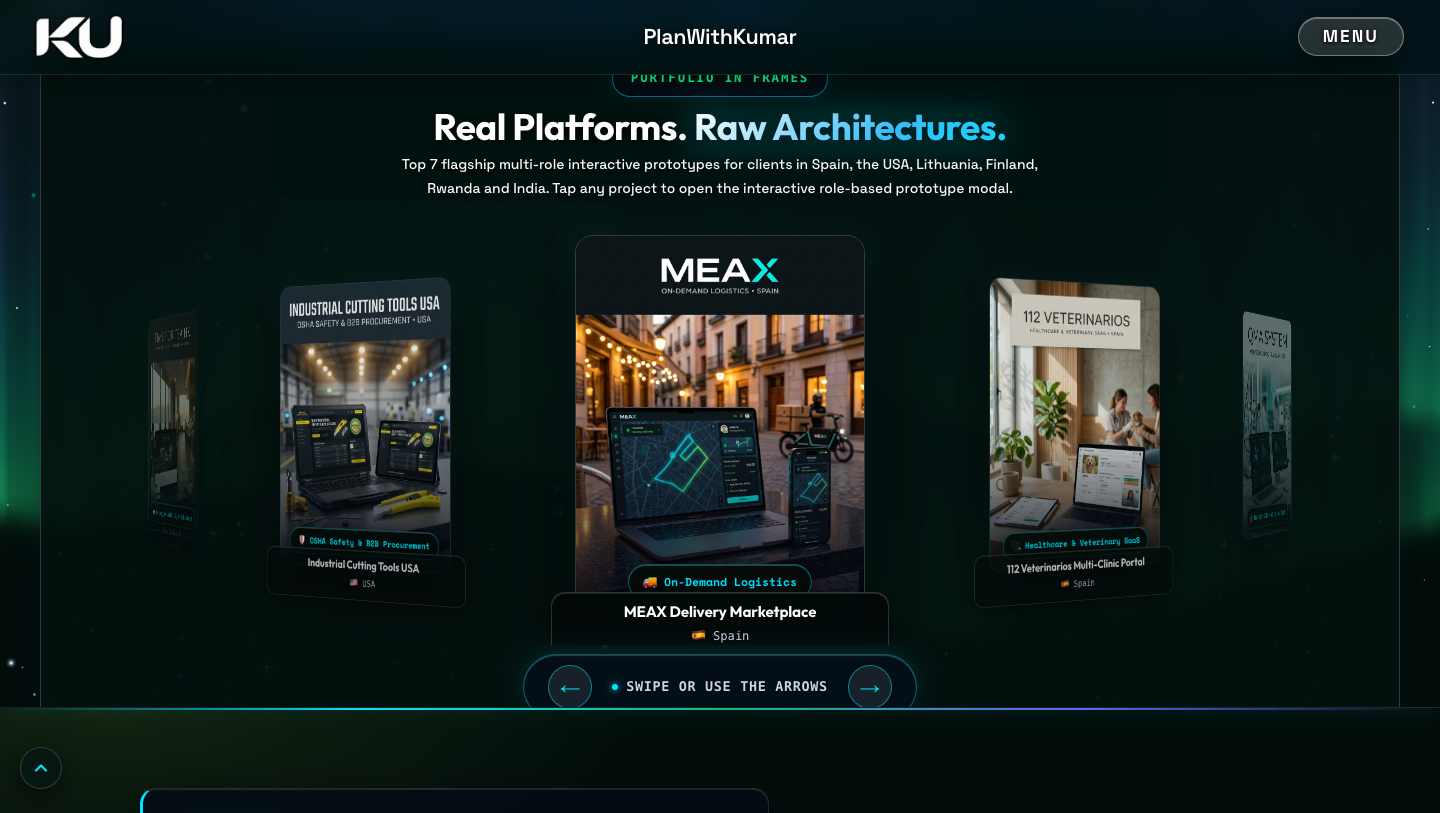 KU
PlanWithKumar
MENU
PORTFOLIO IN FRAMES
Real Platforms. Raw Architectures.
Top 7 flagship multi-role interactive prototypes for clients in Spain, the USA, Lithuania, Finland,
Rwanda and India. Tap any project to open the interactive role-based prototype modal.
INDUSTRIAL CUTTING TOOLS USA
OSHA SAFETY & B2B PROCUREMENT • USA
OSHA Safety & B2B Procurement
Industrial Cutting Tools USA
USA
MEAX
ON-DEMAND LOGISTICS • SPAIN
MEAX
MEAX
On-Demand Logistics
MEAX Delivery Marketplace
Spain
112 VETERINARIOS
HEALTHCARE & VETERINARY SAAS • SPAIN
Healthcare & Veterinary SaaS
112 Veterinarios Multi-Clinic Portal
Spain
← SWIPE OR USE THE ARROWS →